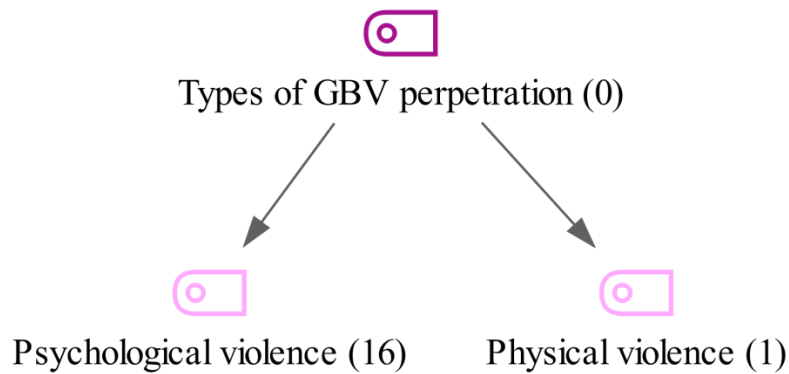 Types of GBV perpetration (0)
Psychological violence (16)
Physical violence (1)